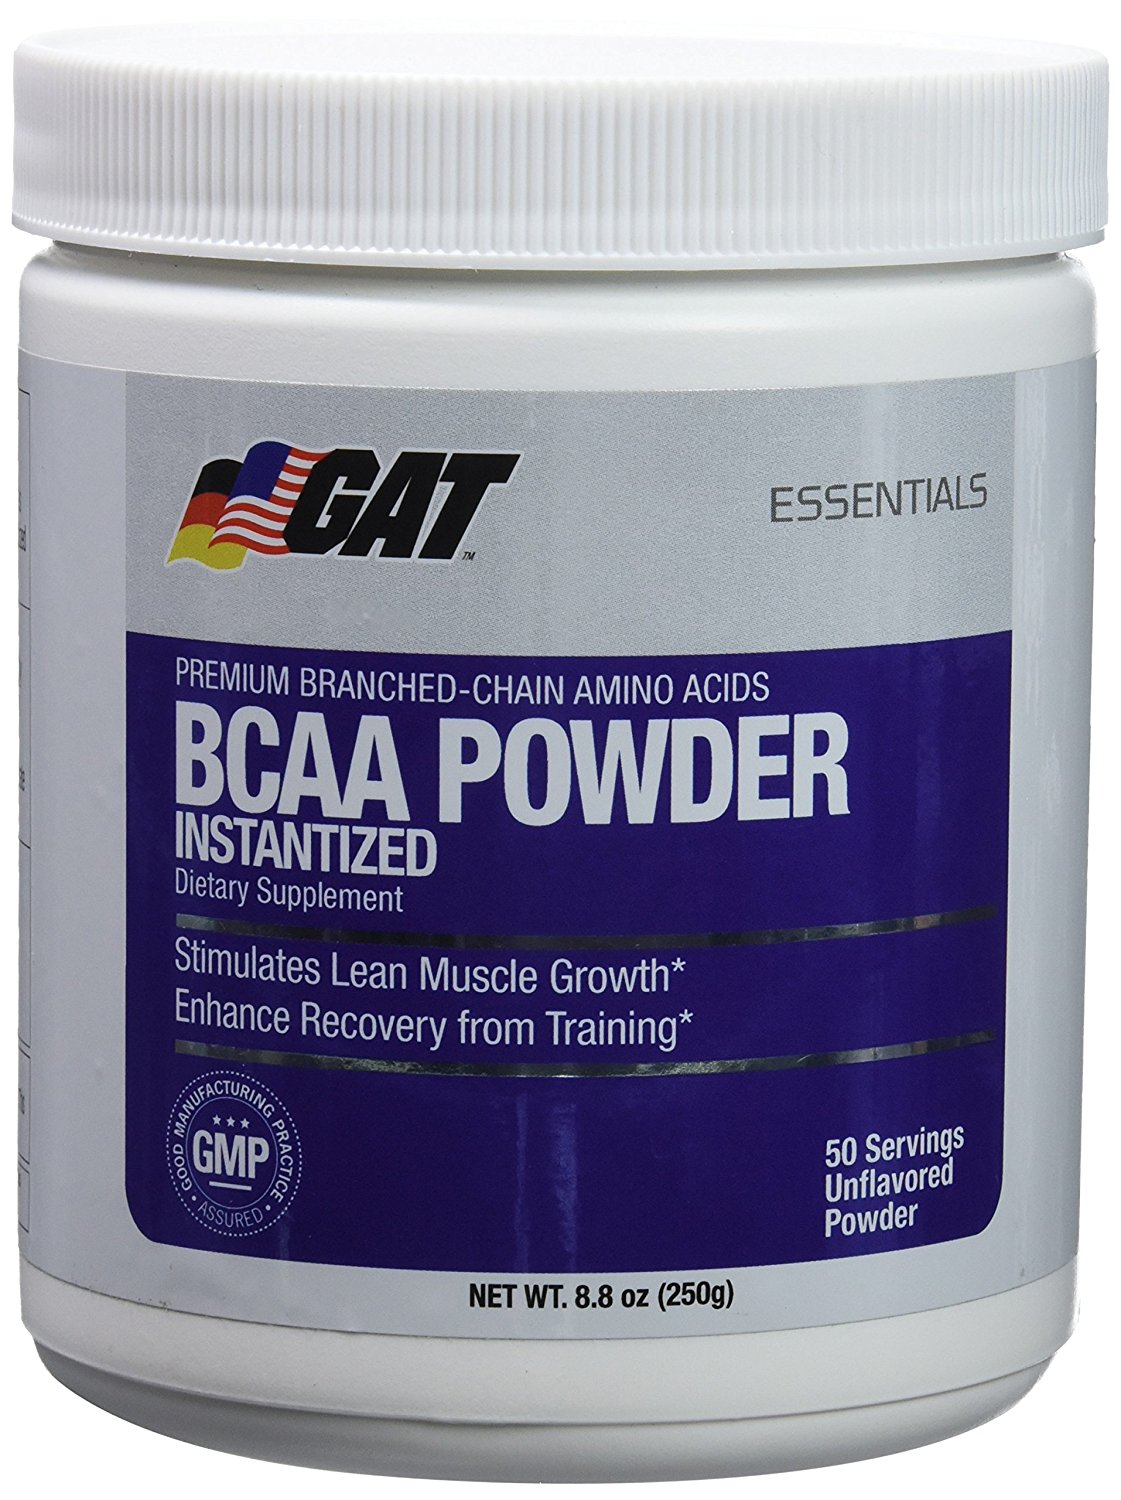 GAT
TM
ESSENTIALS
PREMIUM BRANCHED-CHAIN AMINO ACIDS
BCAA POWDER
INSTANTIZED
Dietary Supplement
Stimulates Lean Muscle Growth*
Enhance Recovery from Training*
GOOD MANUFACTURING PRACTICE
GMP
ASSURED
50 Servings
Unflavored
Powder
NET WT. 8.8 oz (250g)